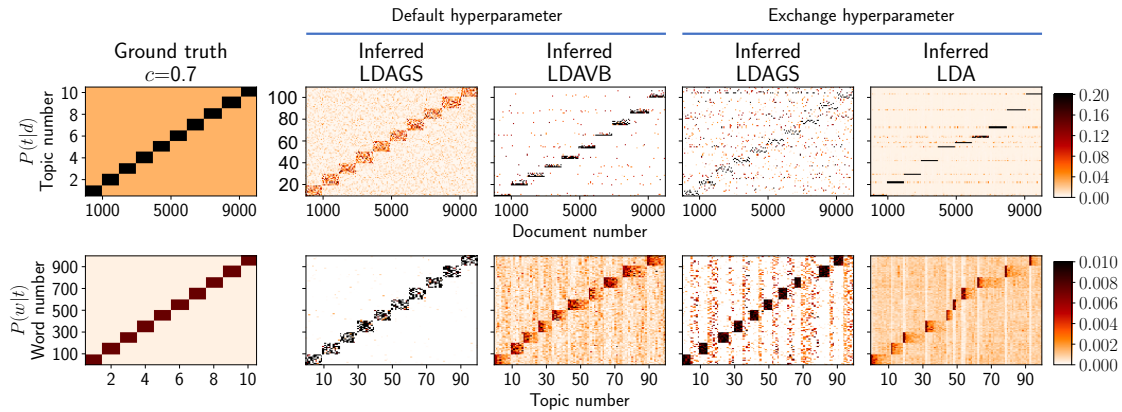 Default hyperparameter
Exchange hyperparameter
Ground truth
c=0.7
Inferred
LDAGS
Inferred
LDAVB
Inferred
LDAGS
Inferred
LDA
P(t|d)
Topic number
10
8
6
4
2
100
80
60
40
20
0.20
0.16
0.12
0.08
0.04
0.00
1000 5000 9000
1000 5000 9000
1000 5000 9000
1000 5000 9000
1000 5000 9000
Document number
P(w|t)
Word number
900
700
500
300
100
0.010
0.008
0.006
0.004
0.002
0.000
2 4 6 8 10
10 30 50 70 90
10 30 50 70 90
10 30 50 70 90
10 30 50 70 90
Topic number